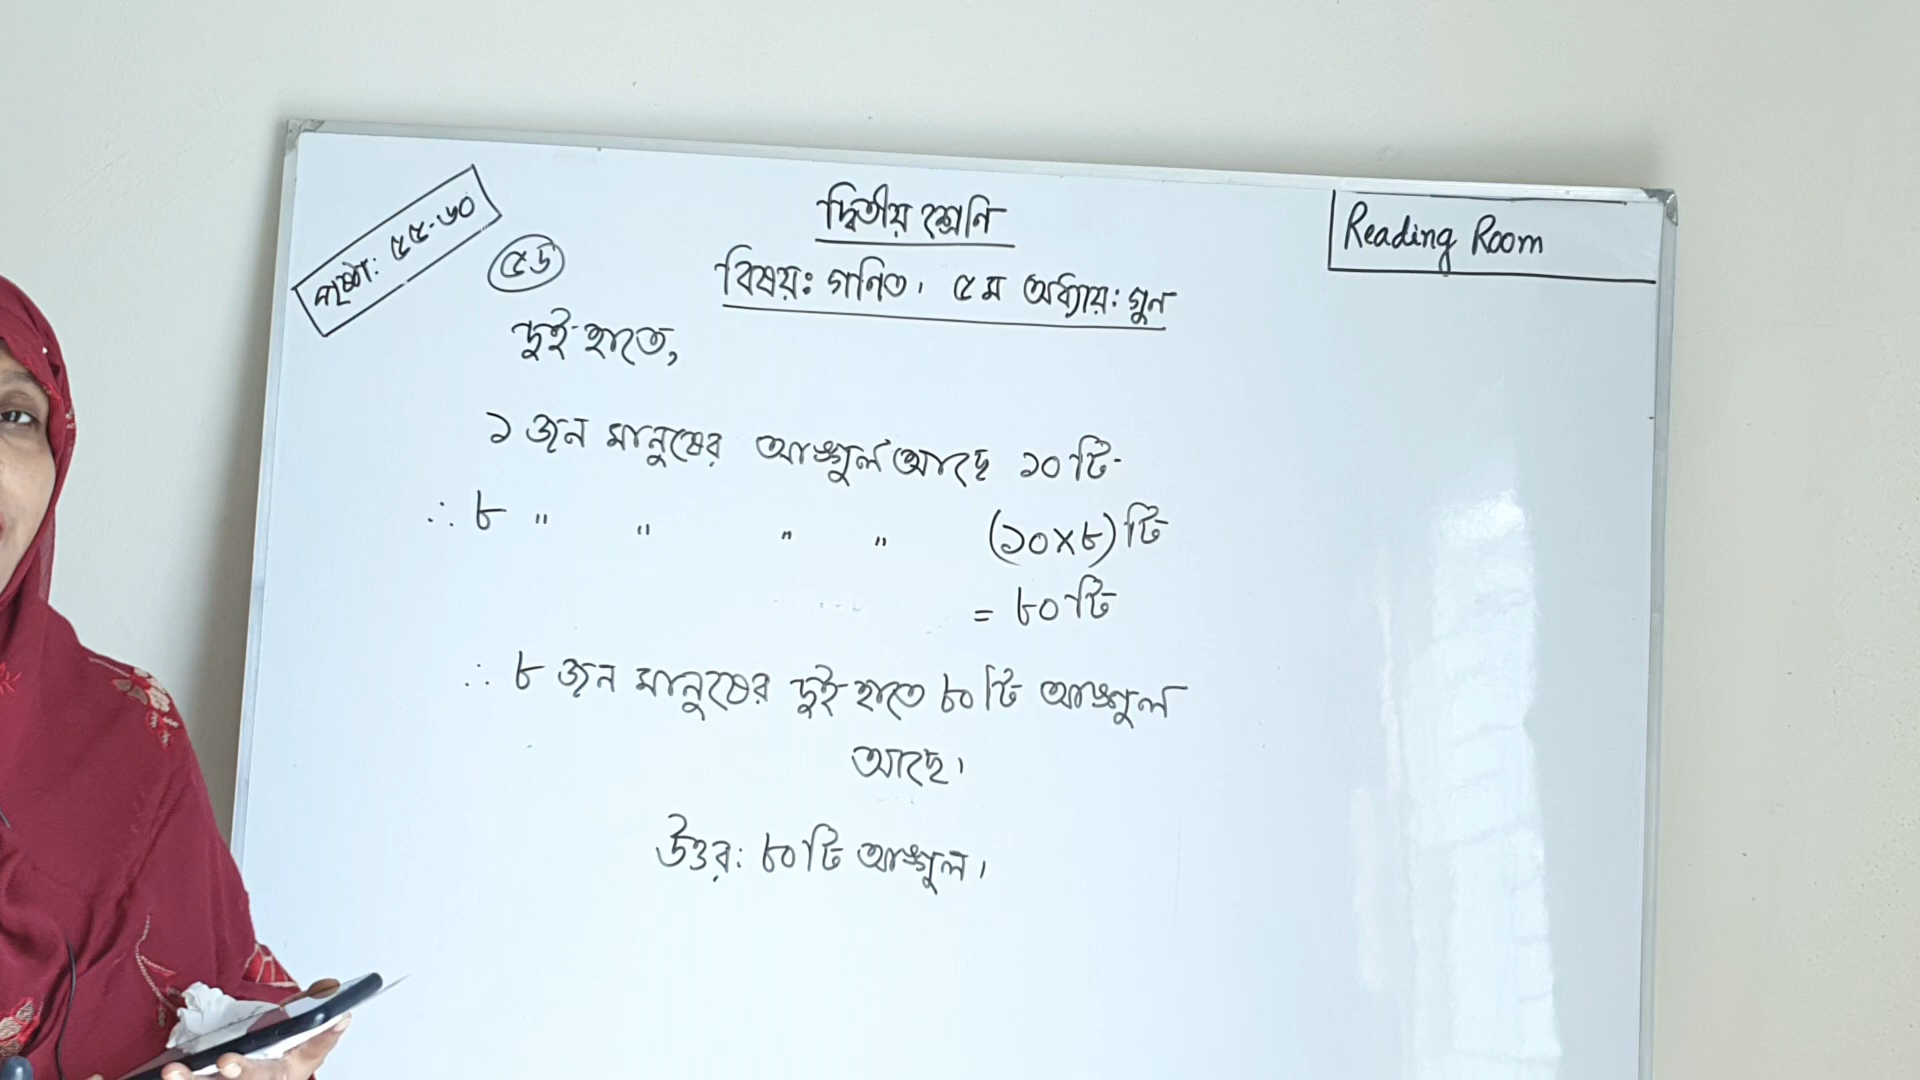 পৃষ্ঠা: ৫৫-৬০
৫৬
দ্বিতীয় শ্রেনি
Reading Room
বিষয়ঃ গনিত। ৫ম অধ্যায়: গুন
দুই হাতে,
১ জন মানুষের আঙ্গুল আছে ১০টি
∴ ৮ " " " " (১০×৮)টি
= ৮০টি
∴ ৮ জন মানুষের দুই হাতে ৮০টি আঙ্গুল
আছে।
উত্তর: ৮০টি আঙ্গুল।